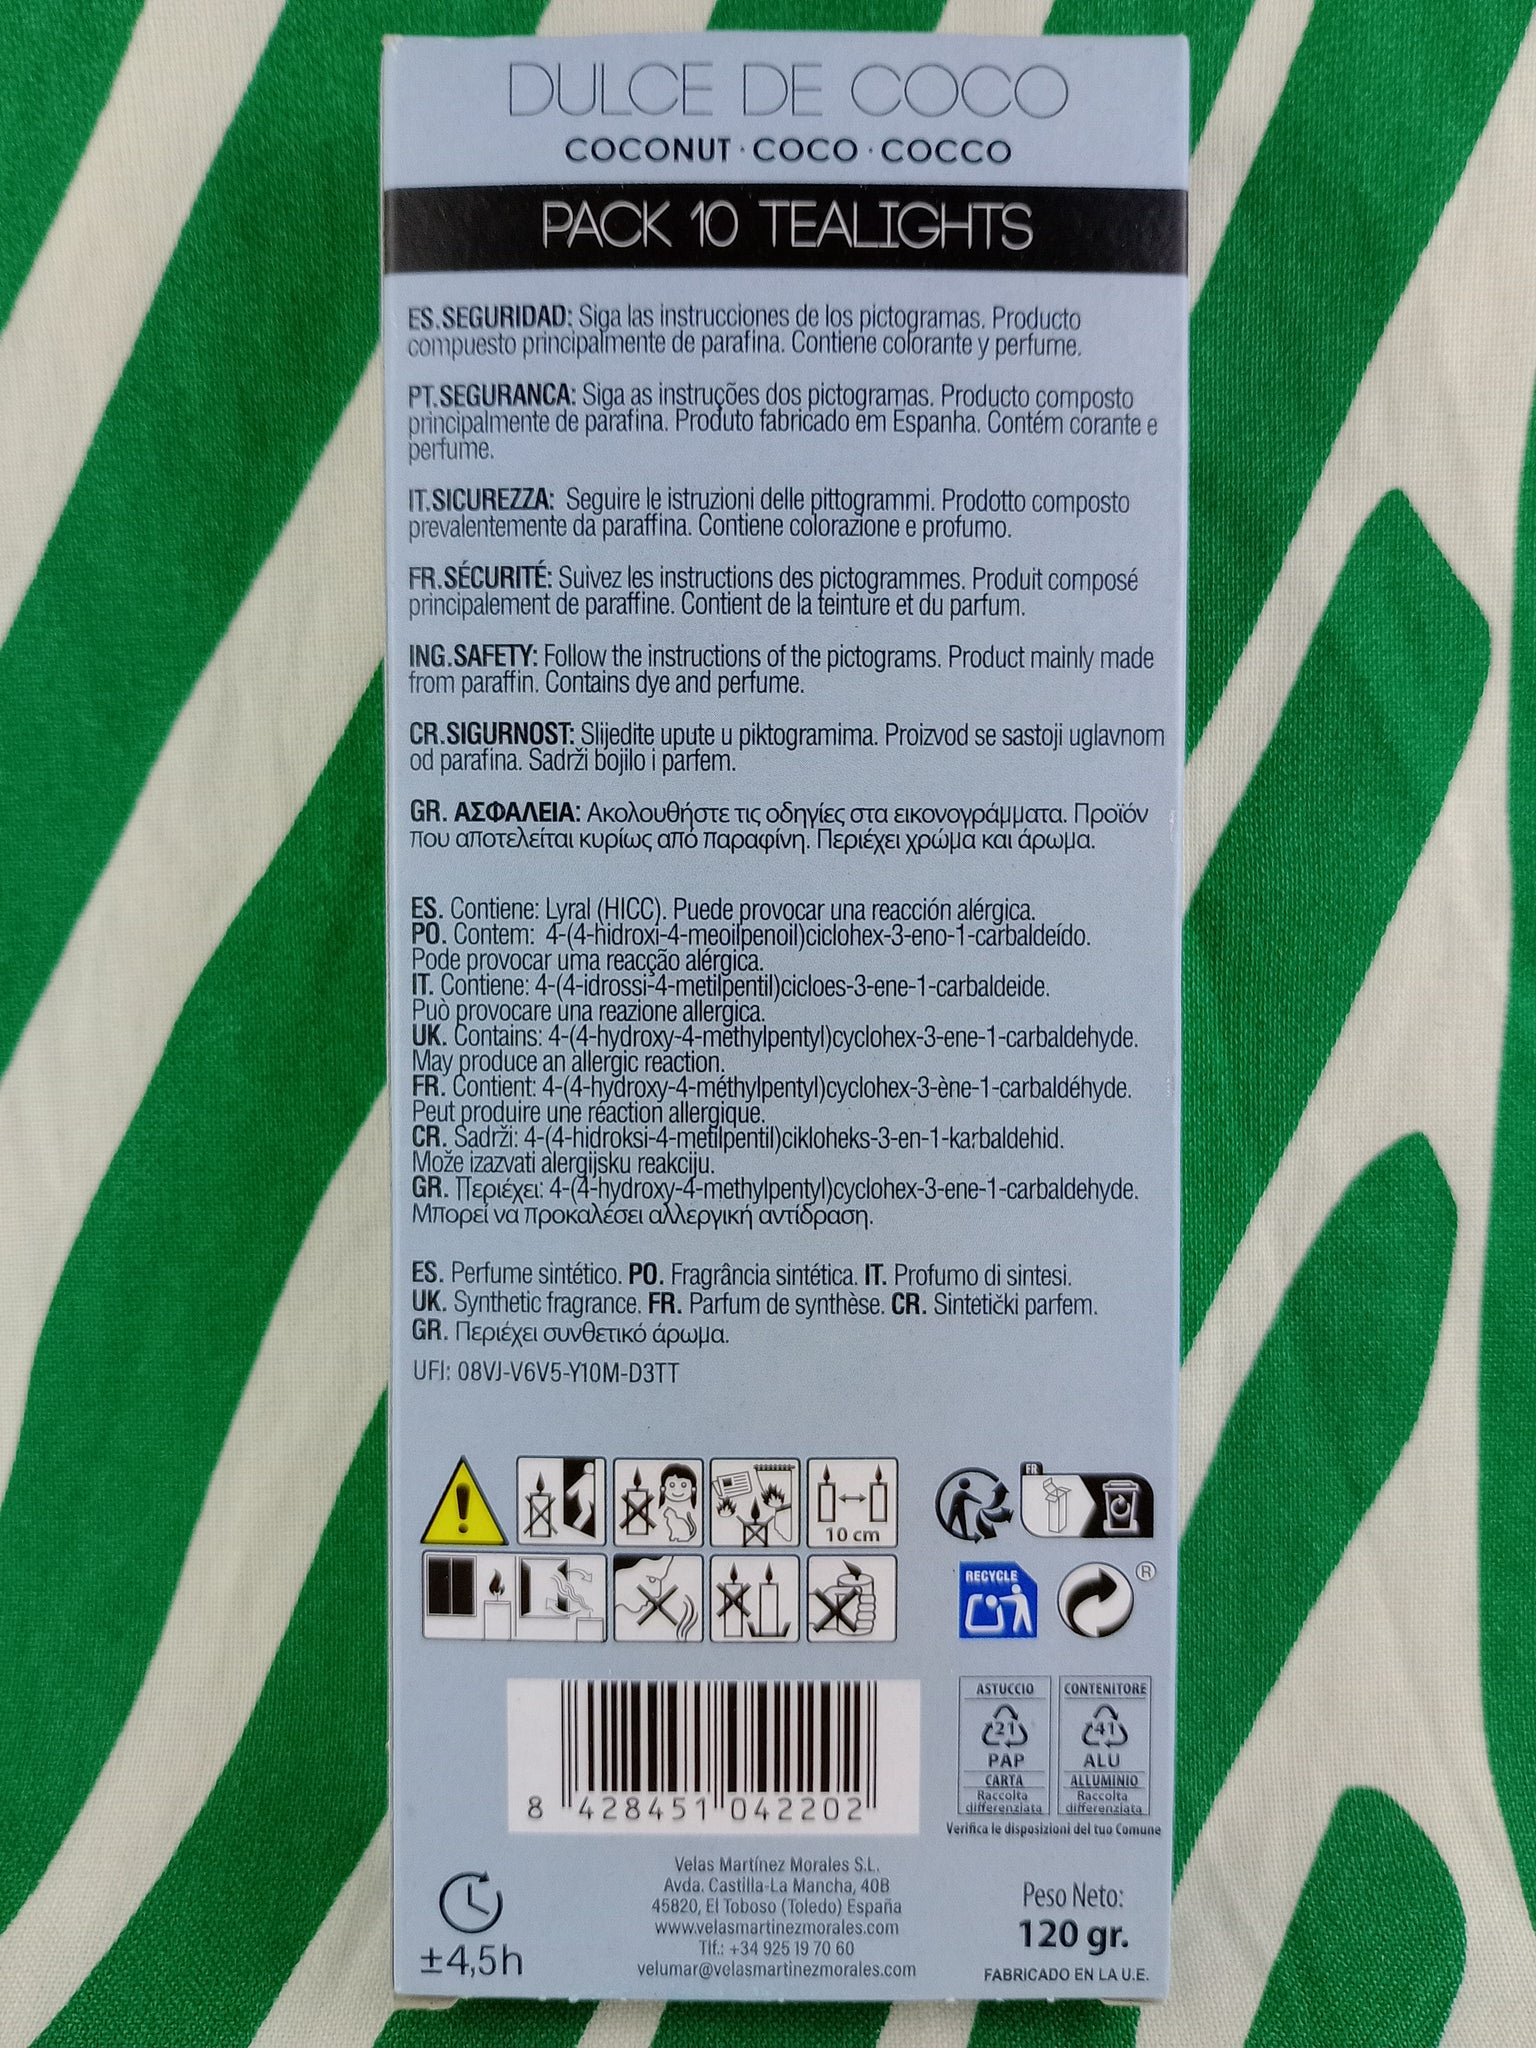 DULCE DE COCO
COCONUT · COCO · COCCO
PACK 10 TEALIGHTS
ES.SEGURIDAD: Siga las instrucciones de los pictogramas. Producto
compuesto principalmente de parafina. Contiene colorante y perfume.
PT.SEGURANCA: Siga as instruções dos pictogramas. Producto composto
principalmente de parafina. Produto fabricado em Espanha. Contém corante e
perfume.
IT.SICUREZZA: Seguire le istruzioni delle pittogrammi. Prodotto composto
prevalentemente da paraffina. Contiene colorazione e profumo.
FR.SÉCURITÉ: Suivez les instructions des pictogrammes. Produit composé
principalement de paraffine. Contient de la teinture et du parfum.
ING.SAFETY: Follow the instructions of the pictograms. Product mainly made
from paraffin. Contains dye and perfume.
CR.SIGURNOST: Slijedite upute u piktogramima. Proizvod se sastoji uglavnom
od parafina. Sadrži bojilo i parfem.
GR. ΑΣΦΑΛΕΙΑ: Ακολουθήστε τις οδηγίες στα εικονογράμματα. Προϊόν
που αποτελείται κυρίως από παραφίνη. Περιέχει χρώμα και άρωμα.
ES. Contiene: Lyral (HICC). Puede provocar una reacción alérgica.
PO. Contem: 4-(4-hidroxi-4-meoilpenoil)ciclohex-3-eno-1-carbaldeído.
Pode provocar uma reacção alérgica.
IT. Contiene: 4-(4-idrossi-4-metilpentil)cicloes-3-ene-1-carbaldeide.
Può provocare una reazione allergica.
UK. Contains: 4-(4-hydroxy-4-methylpentyl)cyclohex-3-ene-1-carbaldehyde.
May produce an allergic reaction.
FR. Contient: 4-(4-hydroxy-4-méthylpentyl)cyclohex-3-ène-1-carbaldéhyde.
Peut produire une réaction allergique.
CR. Sadrži: 4-(4-hidroksi-4-metilpentil)cikloheks-3-en-1-karbaldehid.
Može izazvati alergijsku reakciju.
GR. Περιέχει: 4-(4-hydroxy-4-methylpentyl)cyclohex-3-ene-1-carbaldehyde.
Μπορεί να προκαλέσει αλλεργική αντίδραση.
ES. Perfume sintético. PO. Fragrância sintética. IT. Profumo di sintesi.
UK. Synthetic fragrance. FR. Parfum de synthèse. CR. Sintetički parfem.
GR. Περιέχει συνθετικό άρωμα.
UFI: 08VJ-V6V5-Y10M-D3TT
FR
10 cm
RECYCLE
®
ASTUCCIO
21
PAP
CARTA
Raccolta
differenziata
CONTENITORE
41
ALU
ALLUMINIO
Raccolta
differenziata
Verifica le disposizioni del tuo Comune
8 428451 042202
±4,5h
Velas Martínez Morales S.L.
Avda. Castilla-La Mancha, 40B
45820, El Toboso (Toledo) España
www.velasmartinezmorales.com
Tlf.: +34 925 19 70 60
velumar@velasmartinezmorales.com
Peso Neto:
120 gr.
FABRICADO EN LA U.E.